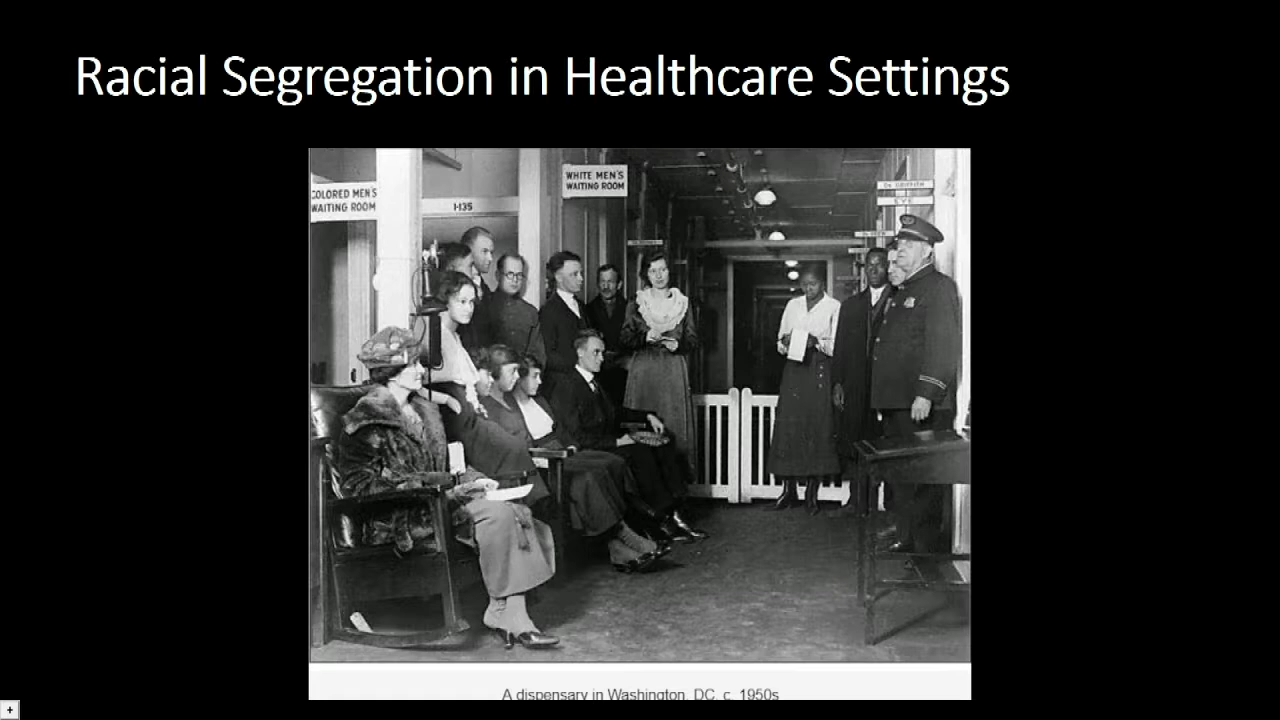 Racial Segregation in Healthcare Settings
COLORED MEN'S
WAITING ROOM
1-135
WHITE MEN'S
WAITING ROOM
EYE
A dispensary in Washington, DC, c. 1950s
+